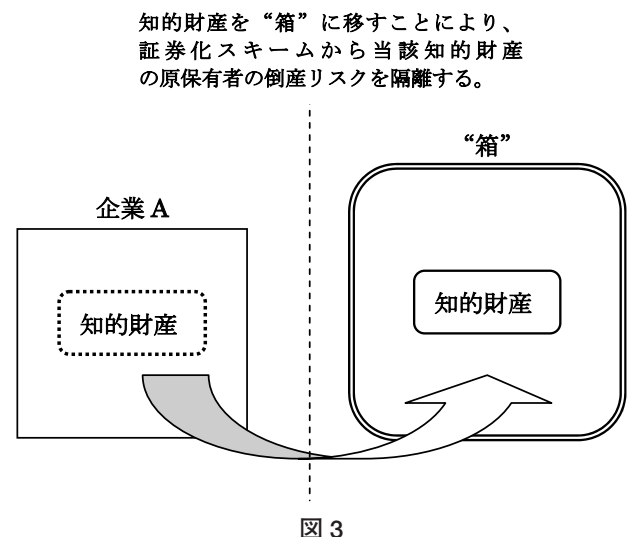 知的財産を“箱”に移すことにより、
証券化スキームから当該知的財産
の原保有者の倒産リスクを隔離する。
“箱”
企業 A
知的財産
知的財産
図 3